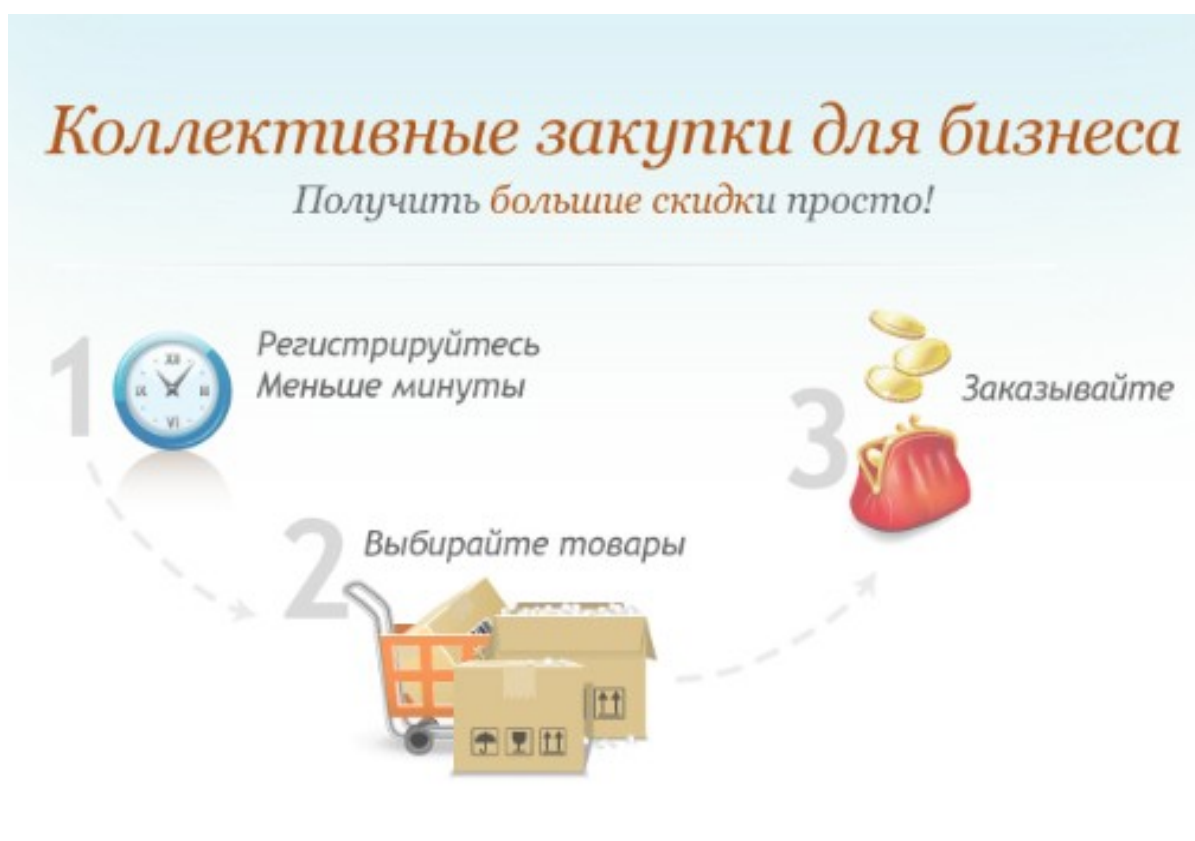 Коллективные закупки для бизнеса
Получить большие скидки просто!
1
Регистрируйтесь
Меньше минуты
2
Выбирайте товары
3
Заказывайте